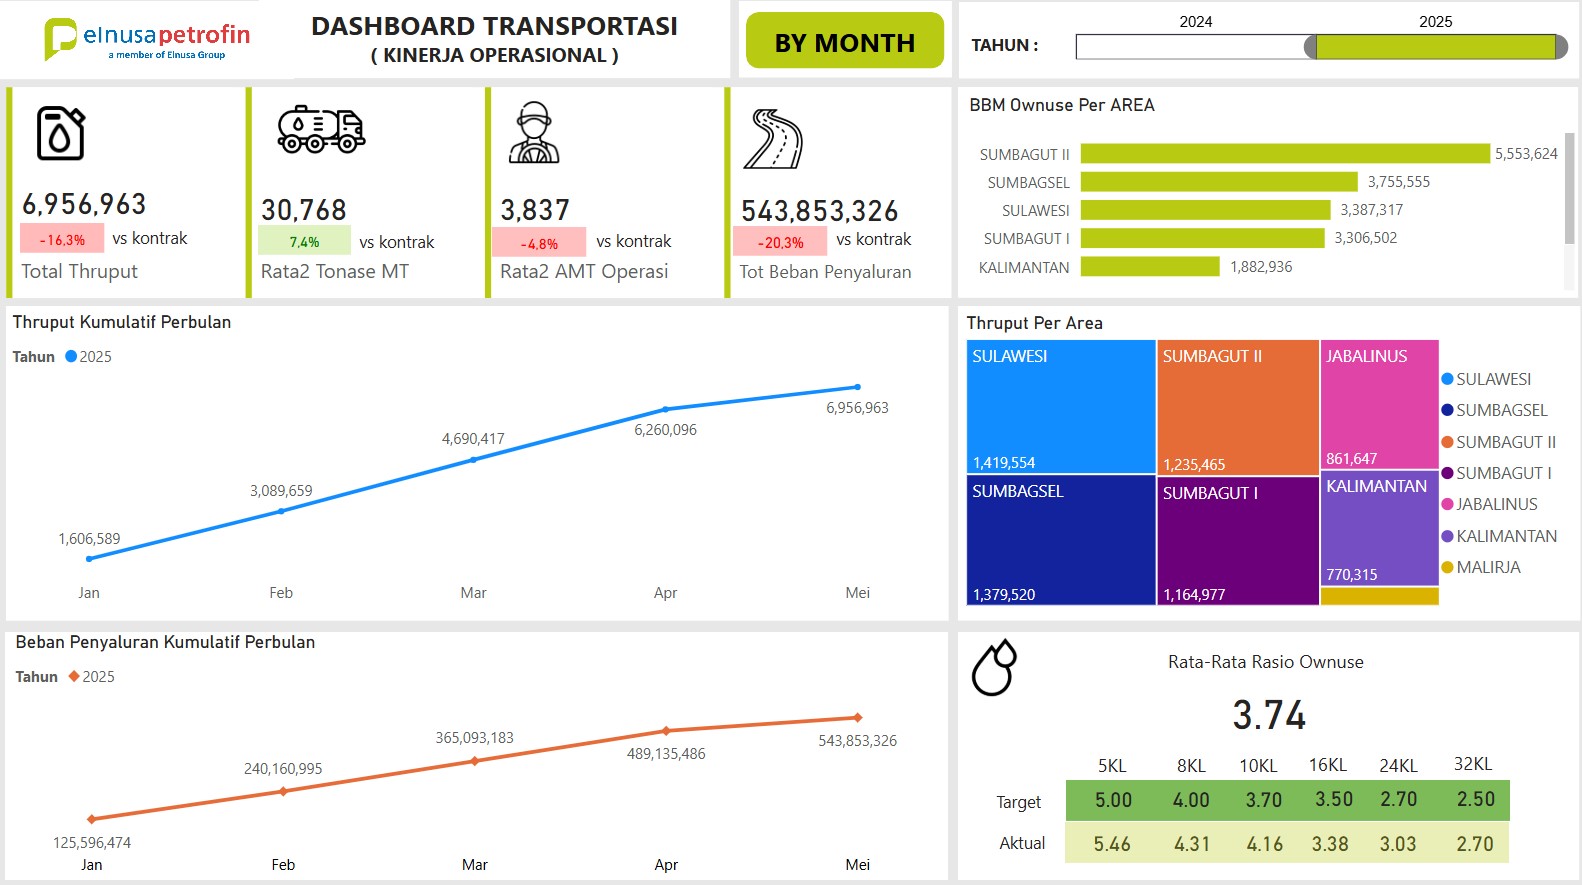 elnusapetrofin
a member of Elnusa Group
DASHBOARD TRANSPORTASI
( KINERJA OPERASIONAL )
BY MONTH
TAHUN :
2024
2025
6,956,963
-16,3%
vs kontrak
Total Thruput
30,768
7,4%
vs kontrak
Rata2 Tonase MT
3,837
-4,8%
vs kontrak
Rata2 AMT Operasi
543,853,326
-20,3%
vs kontrak
Tot Beban Penyaluran
BBM Ownuse Per AREA
SUMBAGUT II
5,553,624
SUMBAGSEL
3,755,555
SULAWESI
3,387,317
SUMBAGUT I
3,306,502
KALIMANTAN
1,882,936
Thruput Kumulatif Perbulan
Tahun
2025
1,606,589
3,089,659
4,690,417
6,260,096
6,956,963
Jan
Feb
Mar
Apr
Mei
Thruput Per Area
SULAWESI
1,419,554
SUMBAGUT II
1,235,465
JABALINUS
861,647
SUMBAGSEL
1,379,520
SUMBAGUT I
1,164,977
KALIMANTAN
770,315
SULAWESI
SUMBAGSEL
SUMBAGUT II
SUMBAGUT I
JABALINUS
KALIMANTAN
MALIRJA
Beban Penyaluran Kumulatif Perbulan
Tahun
2025
125,596,474
240,160,995
365,093,183
489,135,486
543,853,326
Jan
Feb
Mar
Apr
Mei
Rata-Rata Rasio Ownuse
3.74
5KL 8KL 10KL 16KL 24KL 32KL
Target 5.00 4.00 3.70 3.50 2.70 2.50
Aktual 5.46 4.31 4.16 3.38 3.03 2.70